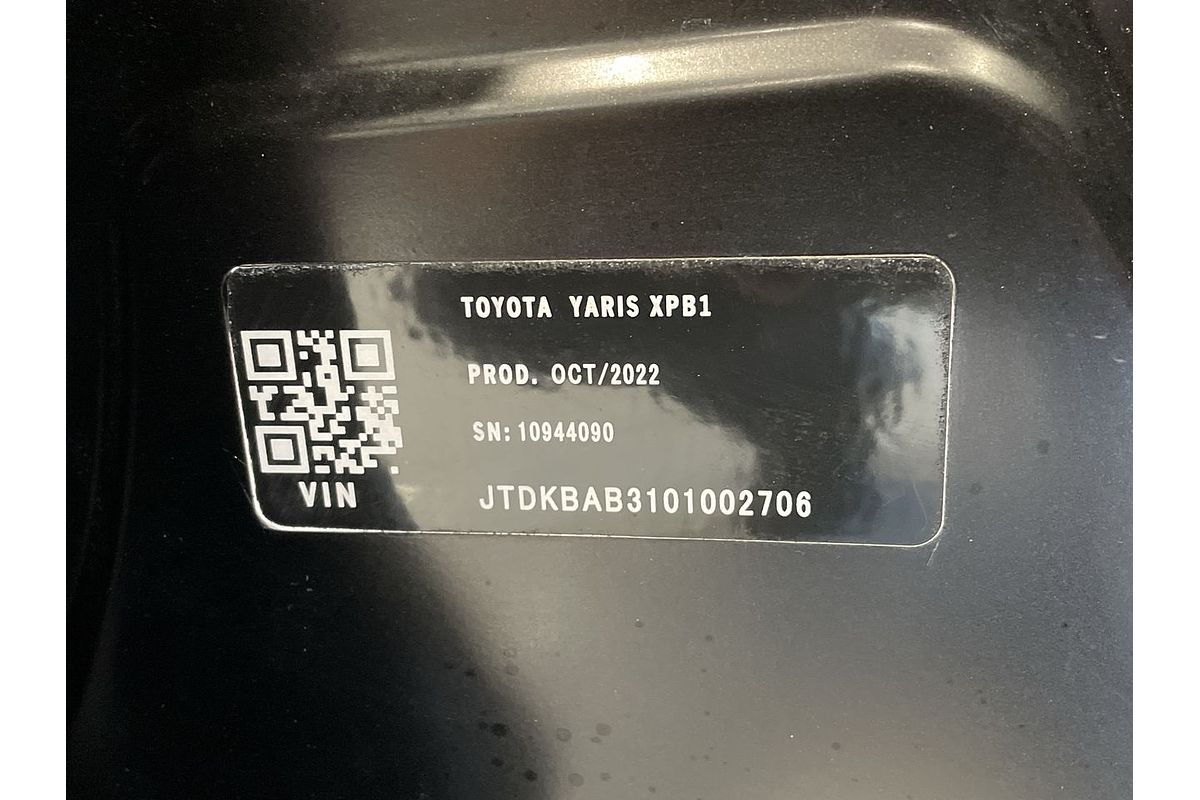 TOYOTA YARIS XPB1
PROD. OCT/2022
SN: 10944090
VIN
JTDKBAB3101002706